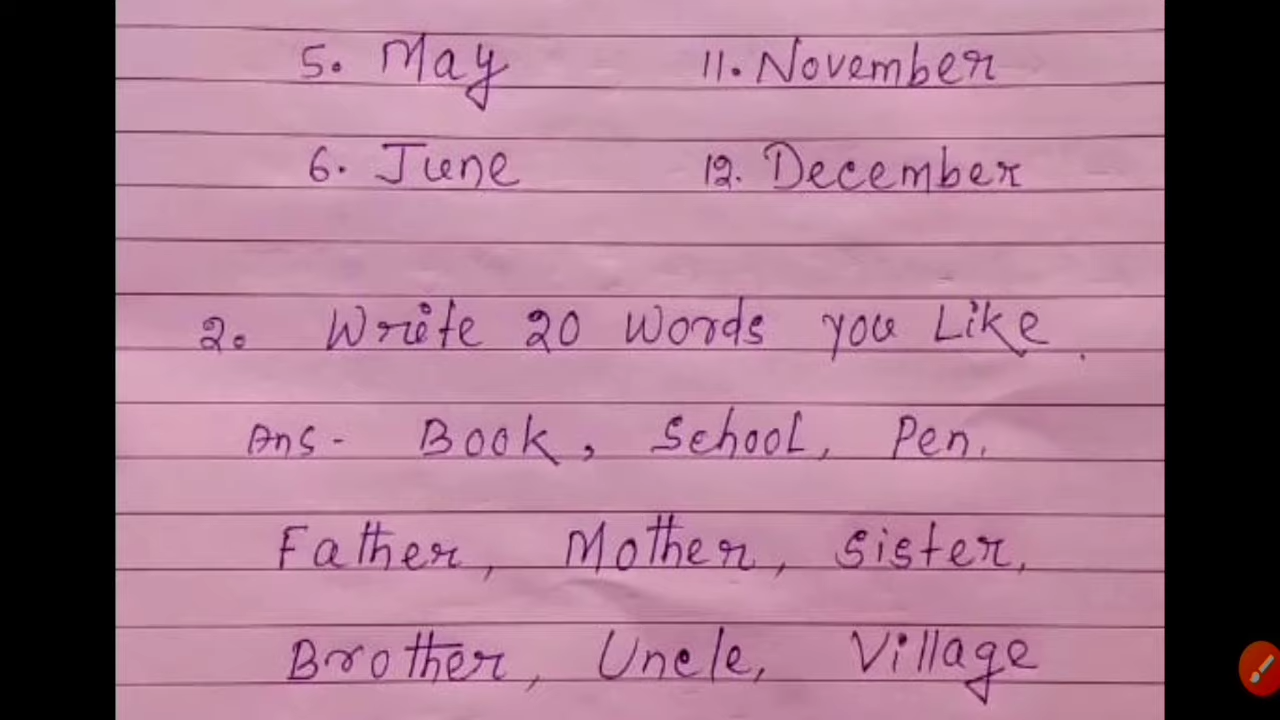 5. May 11. November
6. June 12. December
2. Write 20 Words you Like
Ans- Book, School, Pen.
Father, Mother, Sister,
Brother, Uncle, Village